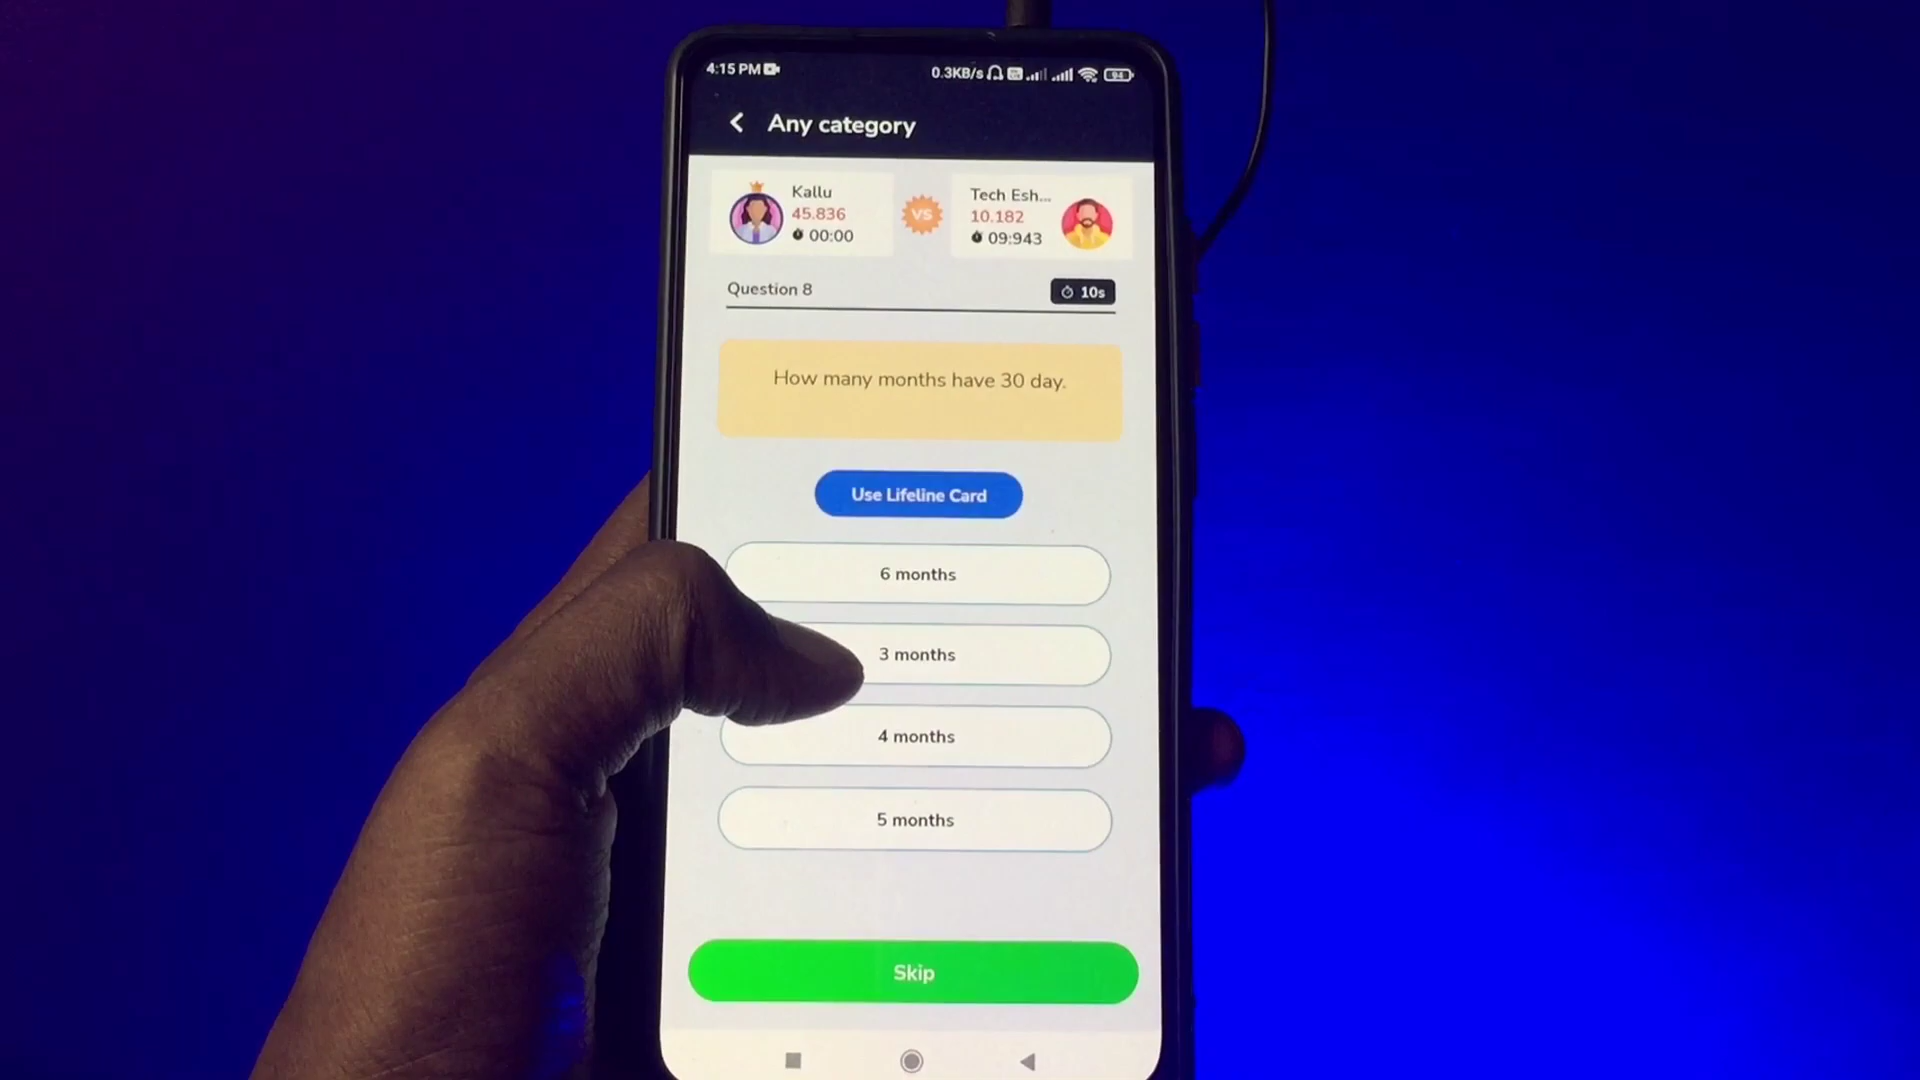 4:15 PM
0.3KB/s
94
Any category
Kallu
45.836
00:00
VS
Tech Esh...
10.182
09:943
Question 8
10s
How many months have 30 day.
Use Lifeline Card
6 months
3 months
4 months
5 months
Skip